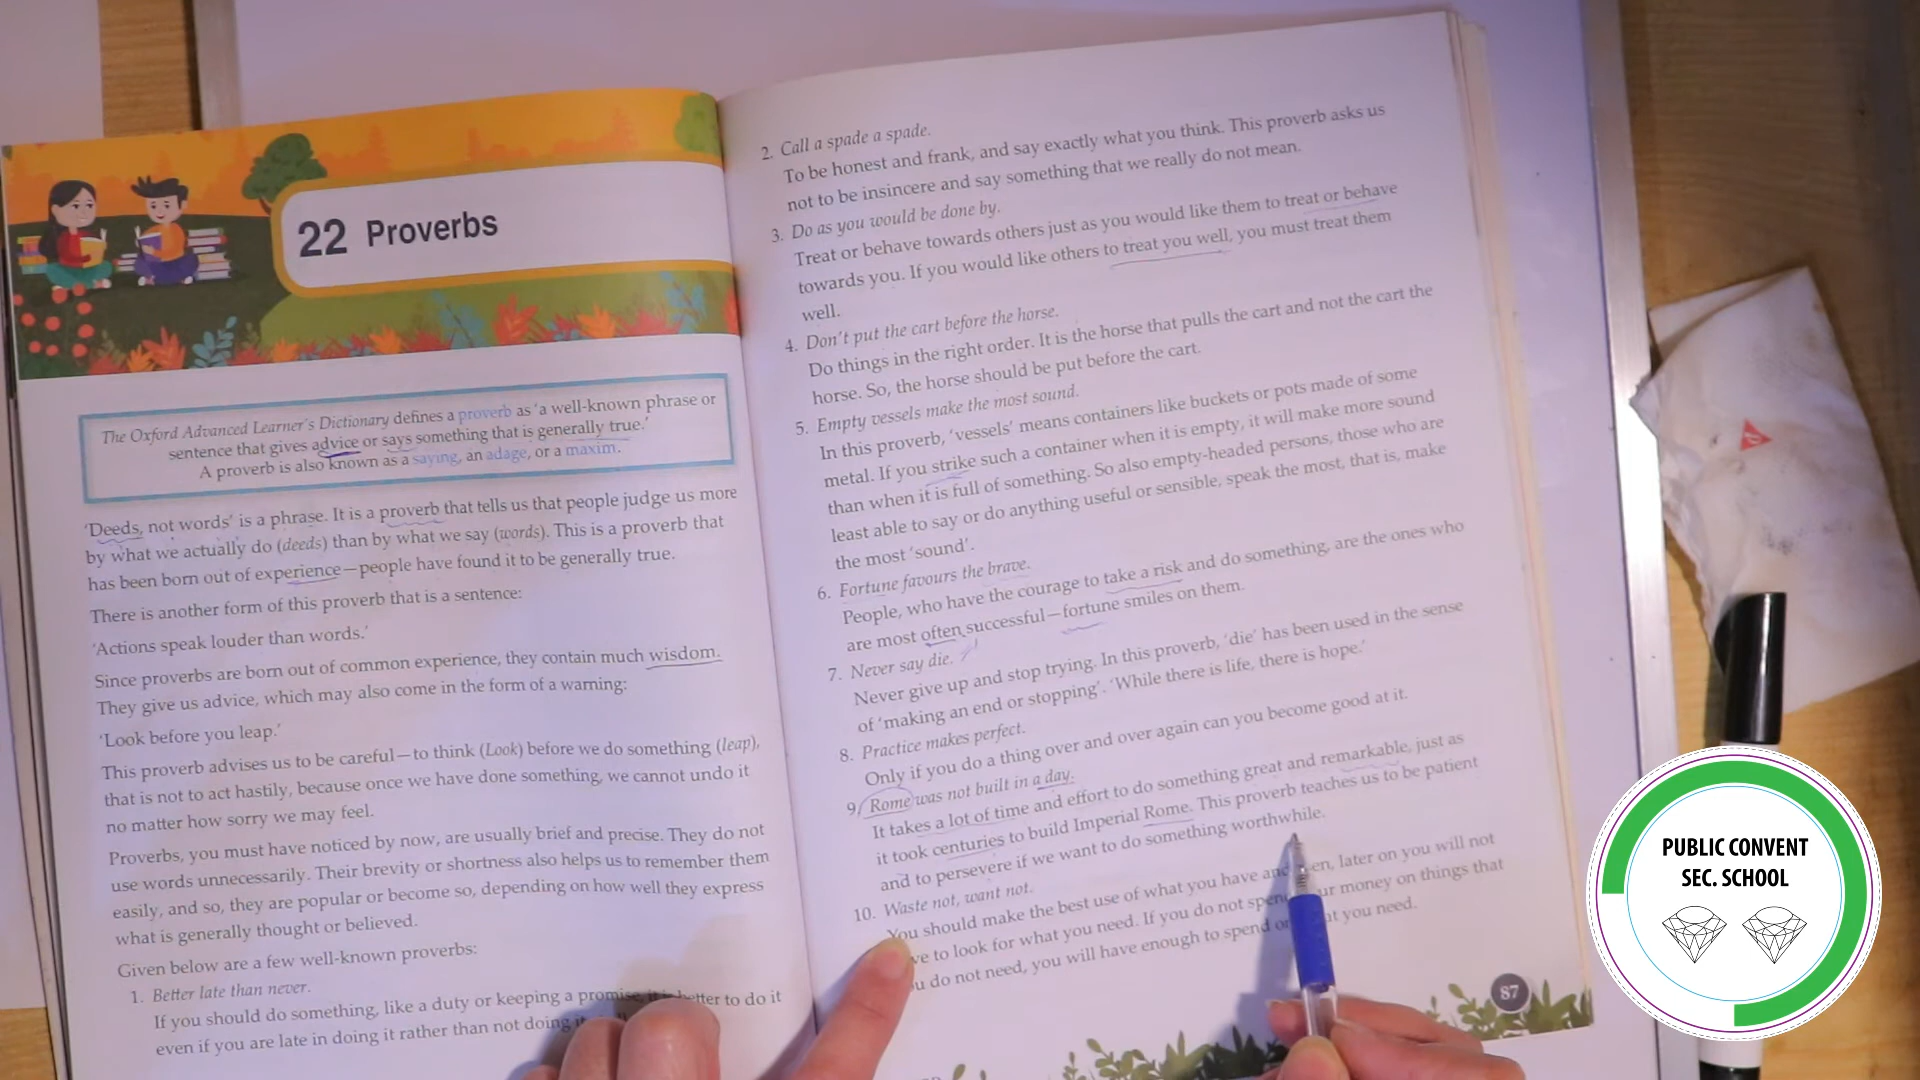 22 Proverbs
The Oxford Advanced Learner's Dictionary defines a proverb as 'a well-known phrase or
sentence that gives advice or says something that is generally true.'
A proverb is also known as a saying, an adage, or a maxim.
'Deeds, not words' is a phrase. It is a proverb that tells us that people judge us more
by what we actually do (deeds) than by what we say (words). This is a proverb that
has been born out of experience—people have found it to be generally true.
There is another form of this proverb that is a sentence:
'Actions speak louder than words.'
Since proverbs are born out of common experience, they contain much wisdom.
They give us advice, which may also come in the form of a warning:
'Look before you leap.'
This proverb advises us to be careful—to think (Look) before we do something (leap),
that is not to act hastily, because once we have done something, we cannot undo it
no matter how sorry we may feel.
Proverbs, you must have noticed by now, are usually brief and precise. They do not
use words unnecessarily. Their brevity or shortness also helps us to remember them
easily, and so, they are popular or become so, depending on how well they express
what is generally thought or believed.
Given below are a few well-known proverbs:
1. Better late than never.
If you should do something, like a duty or keeping a promise, it is better to do it
even if you are late in doing it rather than not doing it
2. Call a spade a spade.
To be honest and frank, and say exactly what you think. This proverb asks us
not to be insincere and say something that we really do not mean.
3. Do as you would be done by.
Treat or behave towards others just as you would like them to treat or behave
towards you. If you would like others to treat you well, you must treat them
well.
4. Don't put the cart before the horse.
Do things in the right order. It is the horse that pulls the cart and not the cart the
horse. So, the horse should be put before the cart.
5. Empty vessels make the most sound.
In this proverb, 'vessels' means containers like buckets or pots made of some
metal. If you strike such a container when it is empty, it will make more sound
than when it is full of something. So also empty-headed persons, those who are
least able to say or do anything useful or sensible, speak the most, that is, make
the most 'sound'.
6. Fortune favours the brave.
People, who have the courage to take a risk and do something, are the ones who
are most often successful—fortune smiles on them.
7. Never say die.
Never give up and stop trying. In this proverb, 'die' has been used in the sense
of 'making an end or stopping'. 'While there is life, there is hope.'
8. Practice makes perfect.
Only if you do a thing over and over again can you become good at it.
9. Rome was not built in a day.
It takes a lot of time and effort to do something great and remarkable, just as
it took centuries to build Imperial Rome. This proverb teaches us to be patient
and to persevere if we want to do something worthwhile.
10. Waste not, want not.
You should make the best use of what you have and then, later on you will not
to look for what you need. If you do not spend your money on things that
do not need, you will have enough to spend on what you need.
87
PUBLIC CONVENT
SEC. SCHOOL